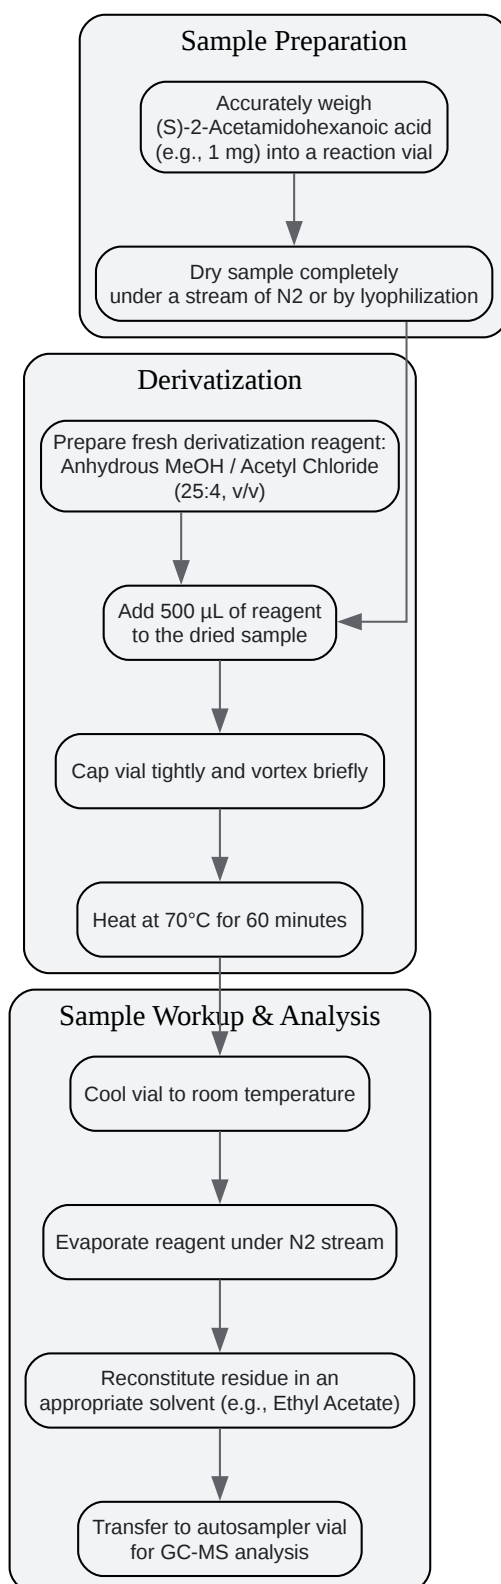 Sample Preparation
Accurately weigh
(S)-2-Acetamidohexanoic acid
(e.g., 1 mg) into a reaction vial
Dry sample completely
under a stream of N2 or by lyophilization
Derivatization
Prepare fresh derivatization reagent:
Anhydrous MeOH / Acetyl Chloride
(25:4, v/v)
Add 500 µL of reagent
to the dried sample
Cap vial tightly and vortex briefly
Heat at 70°C for 60 minutes
Sample Workup & Analysis
Cool vial to room temperature
Evaporate reagent under N2 stream
Reconstitute residue in an
appropriate solvent (e.g., Ethyl Acetate)
Transfer to autosampler vial
for GC-MS analysis